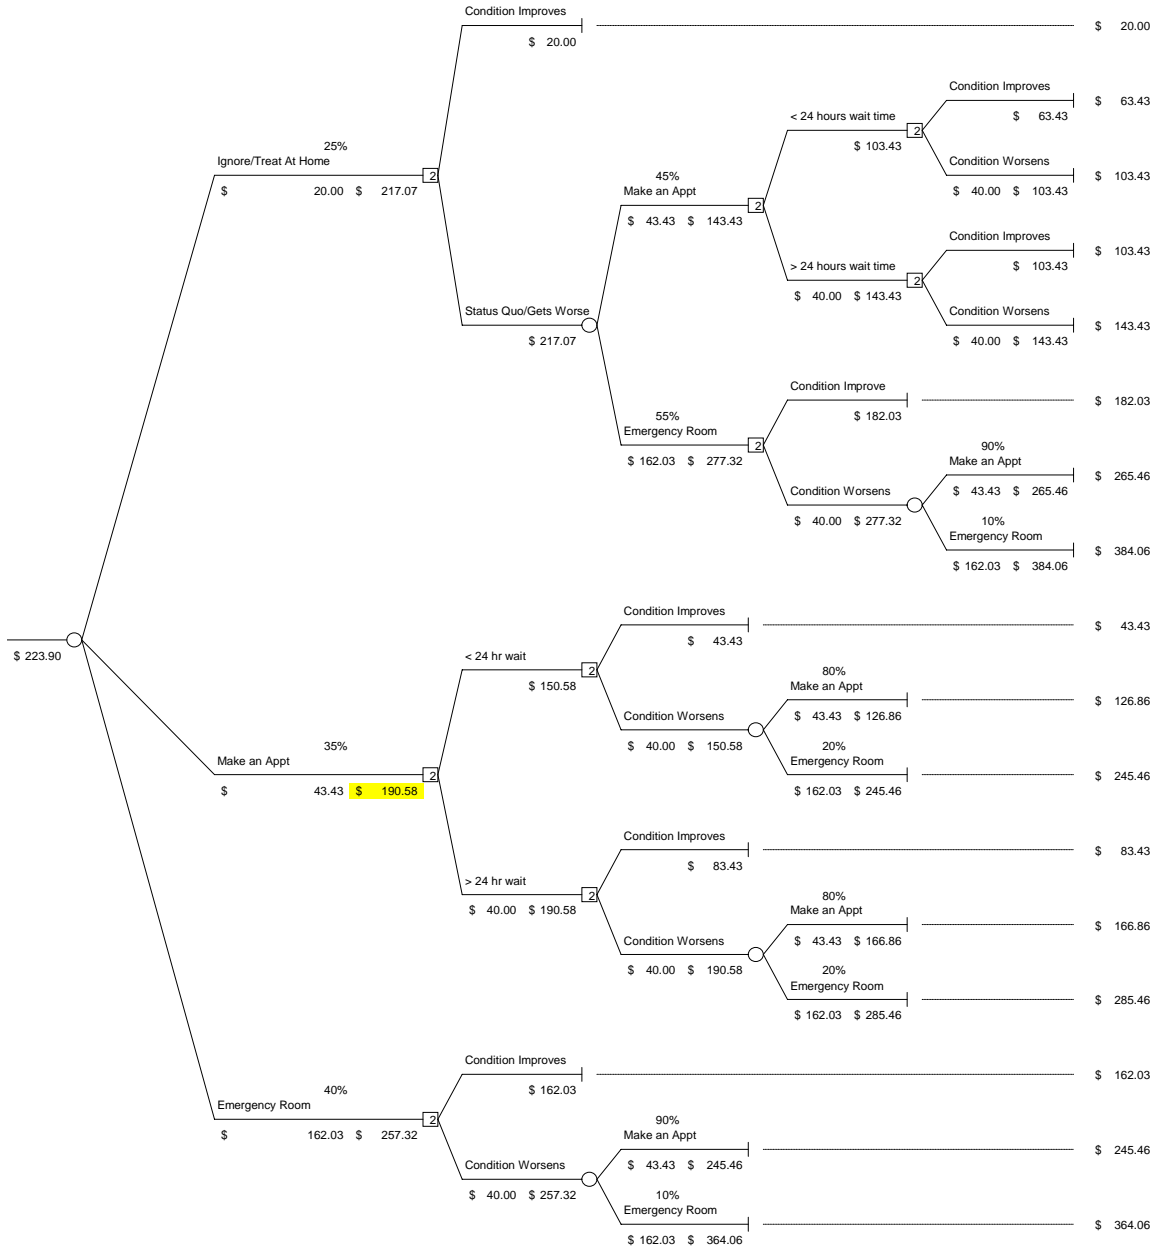 Condition Improves
$ 20.00 $ 20.00
Condition Improves
< 24 hours wait time $ 63.43 $ 63.43
2
25% $ 103.43 Condition Worsens
Ignore/Treat At Home 45%
2 Make an Appt $ 40.00 $ 103.43 $ 103.43
$ 20.00 $ 217.07 2
$ 43.43 $ 143.43 Condition Improves
> 24 hours wait time $ 103.43 $ 103.43
2
$ 40.00 $ 143.43 Condition Worsens
Status Quo/Gets Worse
$ 217.07 $ 40.00 $ 143.43 $ 143.43
Condition Improve
55% $ 182.03 $ 182.03
Emergency Room
2 90%
$ 162.03 $ 277.32 Make an Appt
Condition Worsens $ 43.43 $ 265.46 $ 265.46
$ 40.00 $ 277.32 10%
Emergency Room
$ 162.03 $ 384.06 $ 384.06
Condition Improves
$ 223.90 < 24 hr wait $ 43.43 $ 43.43
2 80%
$ 150.58 Make an Appt
Condition Worsens $ 43.43 $ 126.86 $ 126.86
35% $ 40.00 $ 150.58 20%
Make an Appt Emergency Room
2
$ 43.43 $ 190.58 $ 162.03 $ 245.46 $ 245.46
Condition Improves
> 24 hr wait $ 83.43 $ 83.43
2 80%
$ 40.00 $ 190.58 Make an Appt
Condition Worsens $ 43.43 $ 166.86 $ 166.86
$ 40.00 $ 190.58 20%
Emergency Room
$ 162.03 $ 285.46 $ 285.46
Condition Improves
40% $ 162.03 $ 162.03
Emergency Room
2 90%
$ 162.03 $ 257.32 Make an Appt
Condition Worsens $ 43.43 $ 245.46 $ 245.46
$ 40.00 $ 257.32 10%
Emergency Room
$ 162.03 $ 364.06 $ 364.06